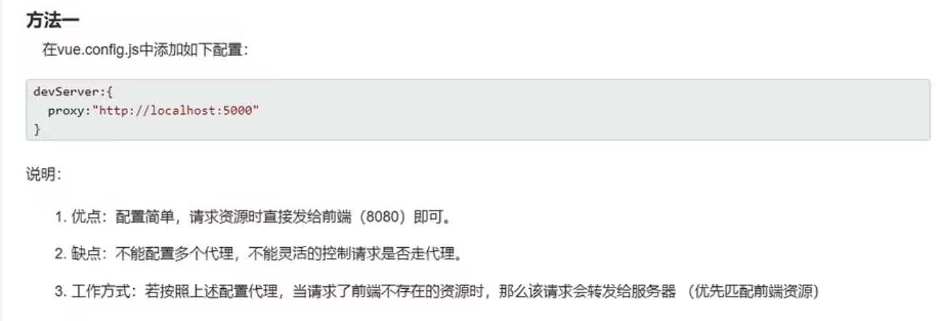 方法一
在vue.config.js中添加如下配置：
devServer:{
  proxy:"http://localhost:5000"
}
说明：
1. 优点：配置简单，请求资源时直接发给前端（8080）即可。
2. 缺点：不能配置多个代理，不能灵活的控制请求是否走代理。
3. 工作方式：若按照上述配置代理，当请求了前端不存在的资源时，那么该请求会转发给服务器 （优先匹配前端资源）